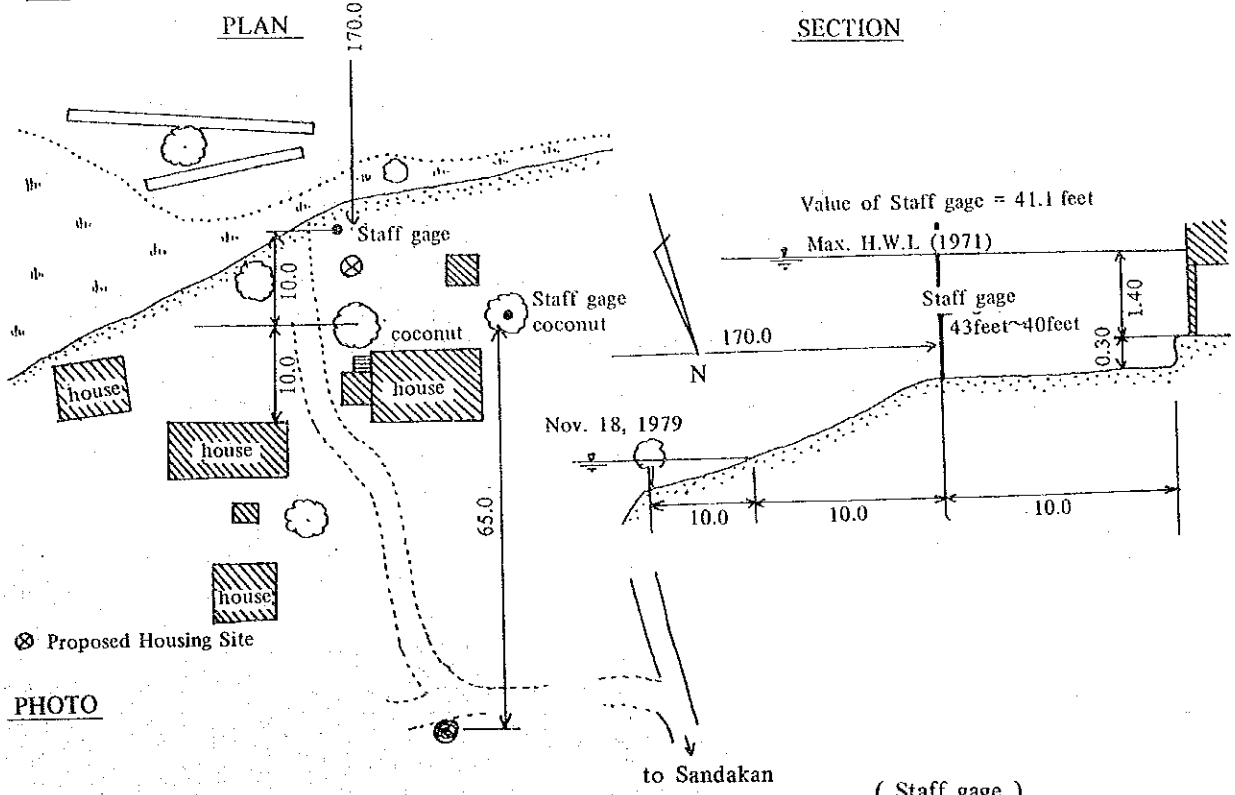 PLAN
170.0
Staff gage
10.0
coconut
Staff gage
coconut
10.0
house
house
house
65.0
house
⊗ Proposed Housing Site
PHOTO
SECTION
Value of Staff gage = 41.1 feet
Max. H.W.L (1971)
Staff gage
43feet~40feet
1.40
0.30
170.0
N
Nov. 18, 1979
10.0
10.0
10.0
to Sandakan
( Staff gage )